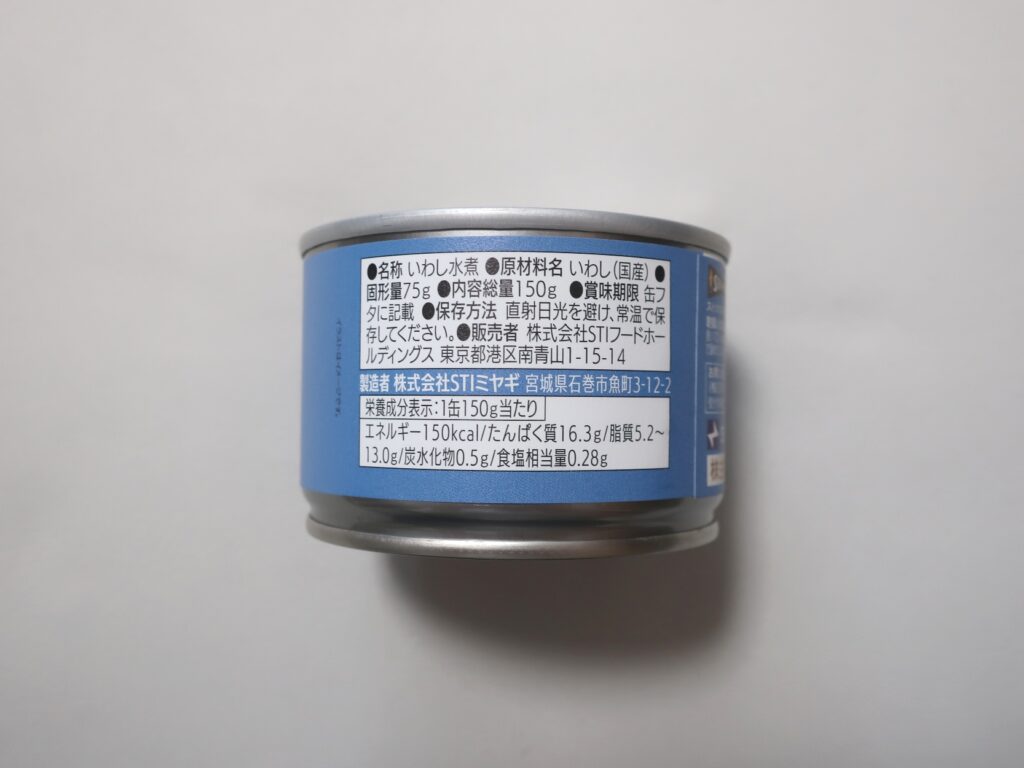 ●名称 いわし水煮 ●原材料名 いわし(国産) ●
固形量75g ●内容総量150g ●賞味期限 缶フ
タに記載 ●保存方法 直射日光を避け、常温で保
存してください。●販売者 株式会社STIフードホー
ルディングス 東京都港区南青山1-15-14
製造者 株式会社STIミヤギ 宮城県石巻市魚町3-12-2
栄養成分表示:1缶150g当たり
エネルギー150kcal/たんぱく質16.3g/脂質5.2〜
13.0g/炭水化物0.5g/食塩相当量0.28g